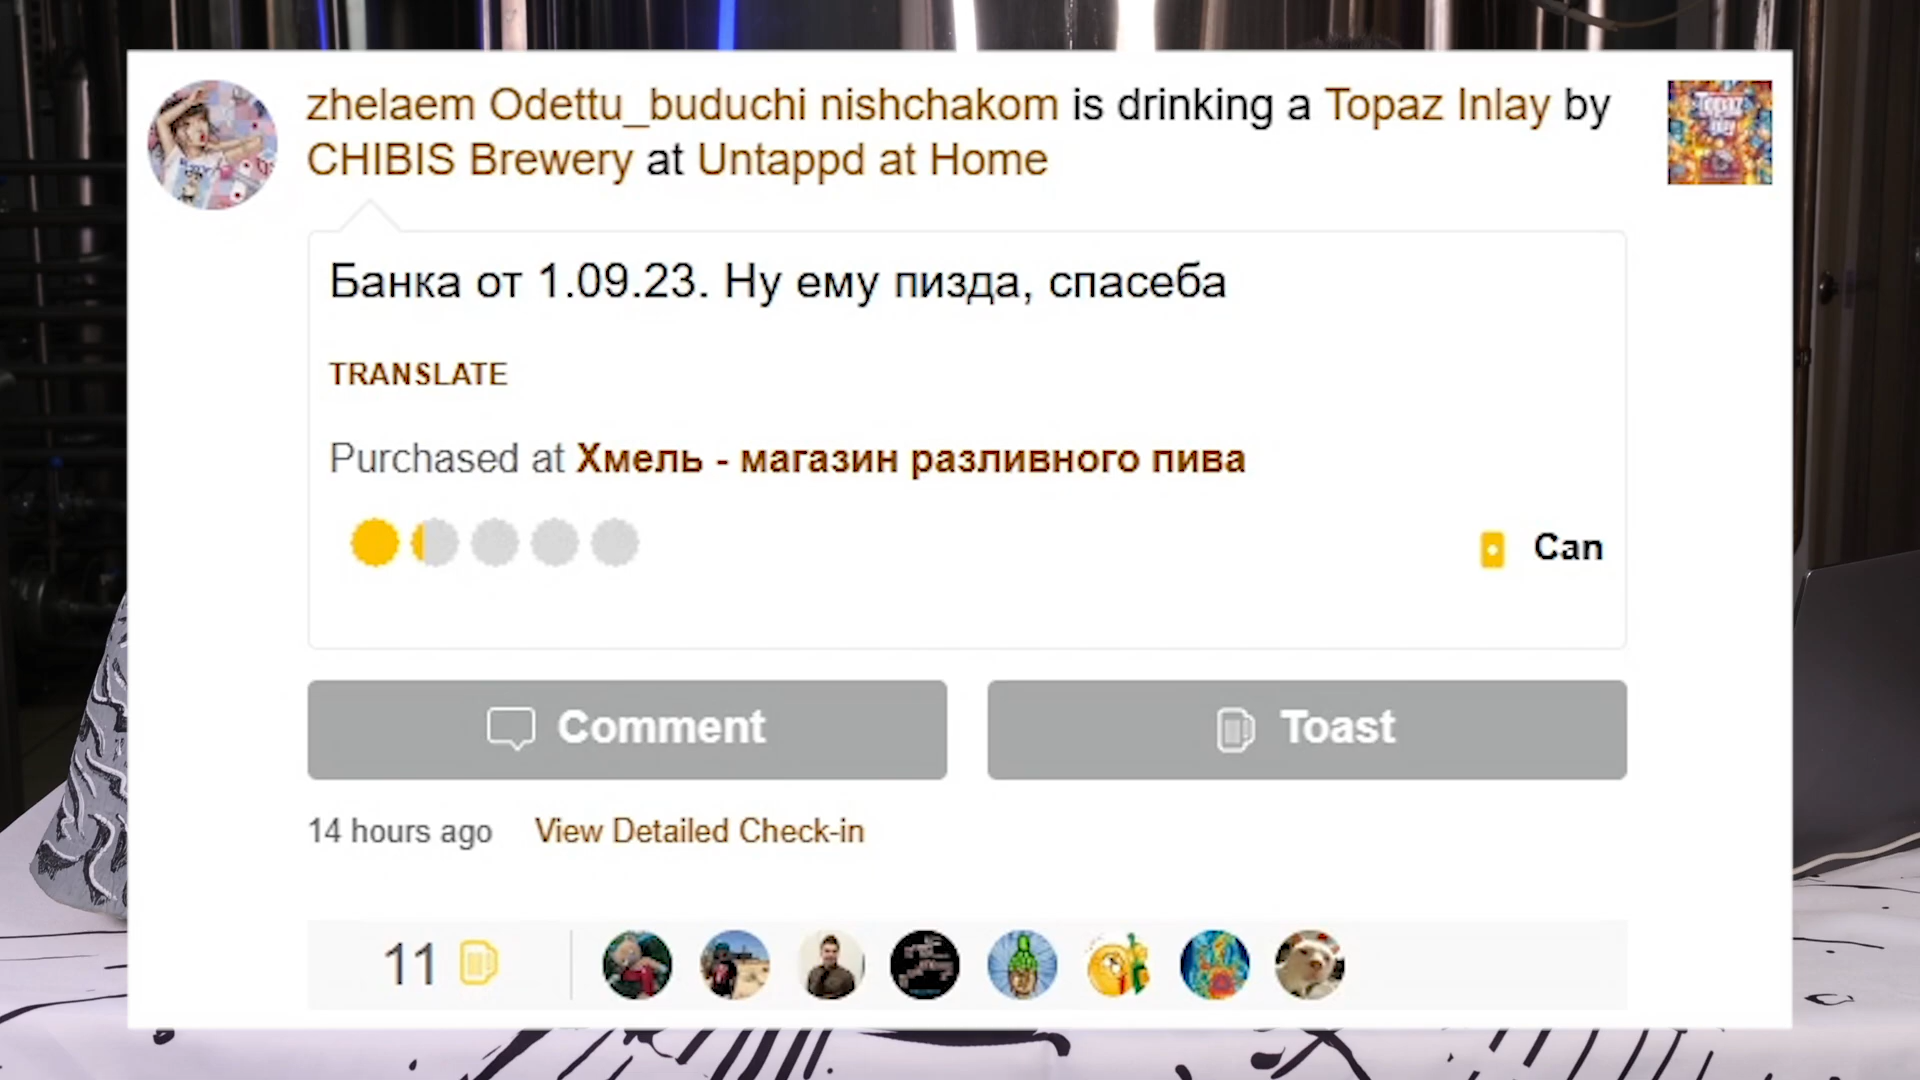 zhelaem Odettu_buduchi nishchakom is drinking a Topaz Inlay by
CHIBIS Brewery at Untappd at Home
Topaz
Inlay
Банка от 1.09.23. Ну ему пизда, спасеба
TRANSLATE
Purchased at Хмель - магазин разливного пива
Can
Comment
Toast
14 hours ago View Detailed Check-in
11